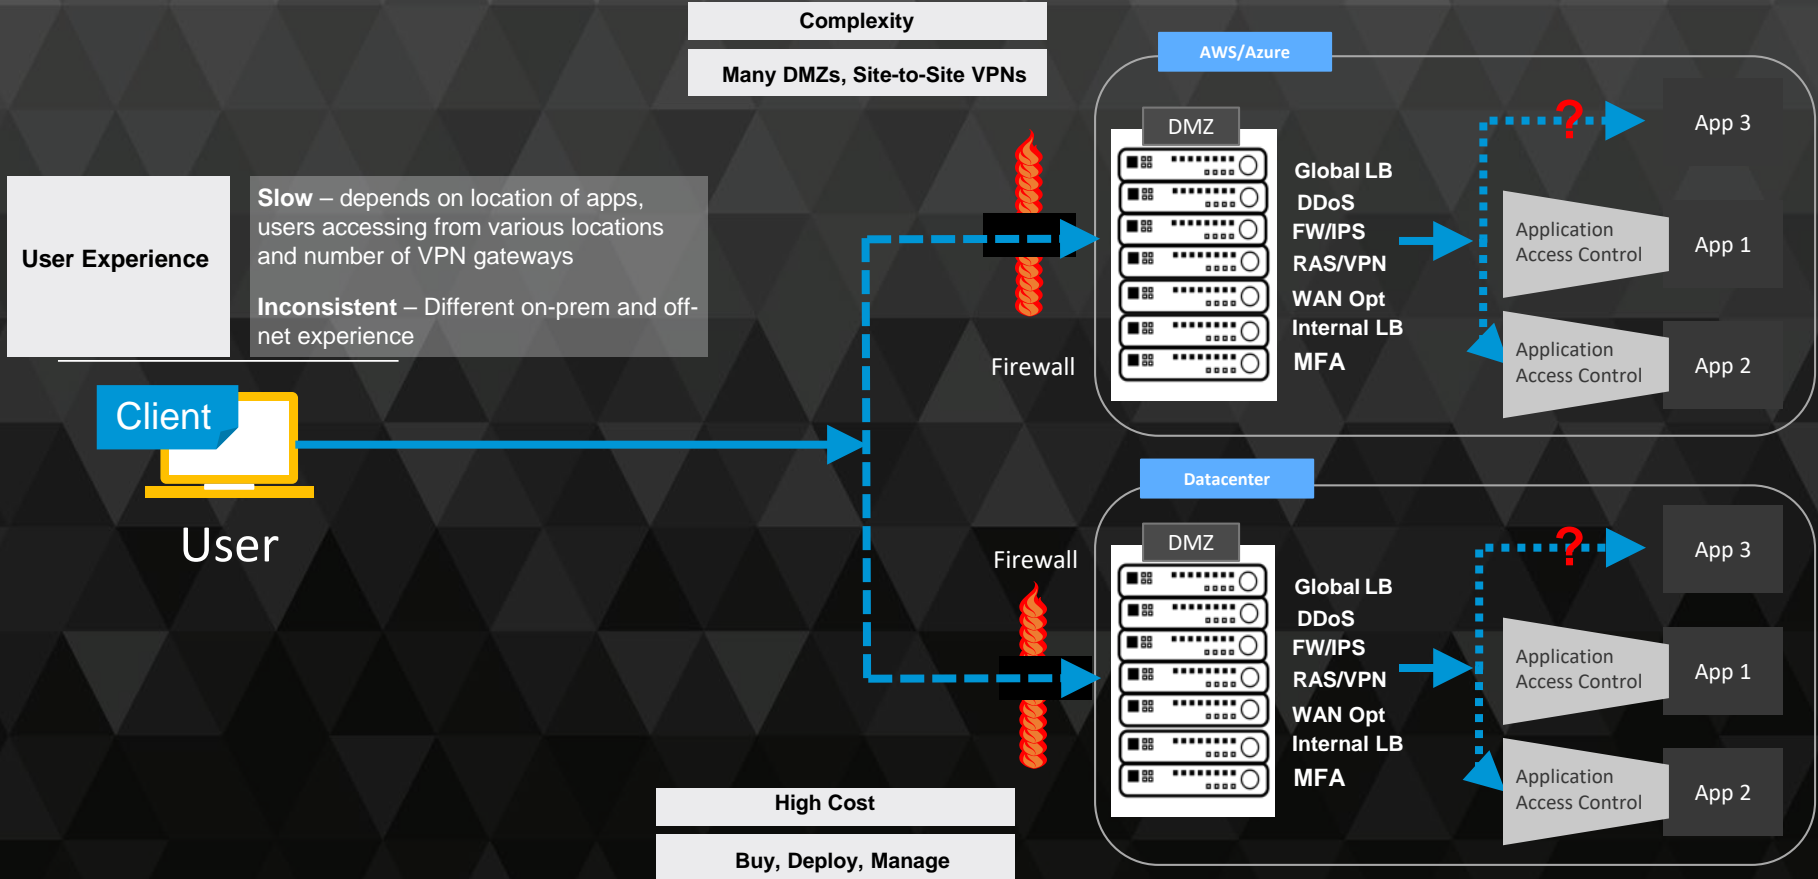 Complexity
Many DMZs, Site-to-Site VPNs
User Experience
Slow – depends on location of apps,
users accessing from various locations
and number of VPN gateways
Inconsistent – Different on-prem and off-
net experience
Client
User
Firewall
AWS/Azure
DMZ
Global LB
DDoS
FW/IPS
RAS/VPN
WAN Opt
Internal LB
MFA
?
App 3
Application
Access Control
App 1
Application
Access Control
App 2
Firewall
Datacenter
DMZ
Global LB
DDoS
FW/IPS
RAS/VPN
WAN Opt
Internal LB
MFA
?
App 3
Application
Access Control
App 1
Application
Access Control
App 2
High Cost
Buy, Deploy, Manage